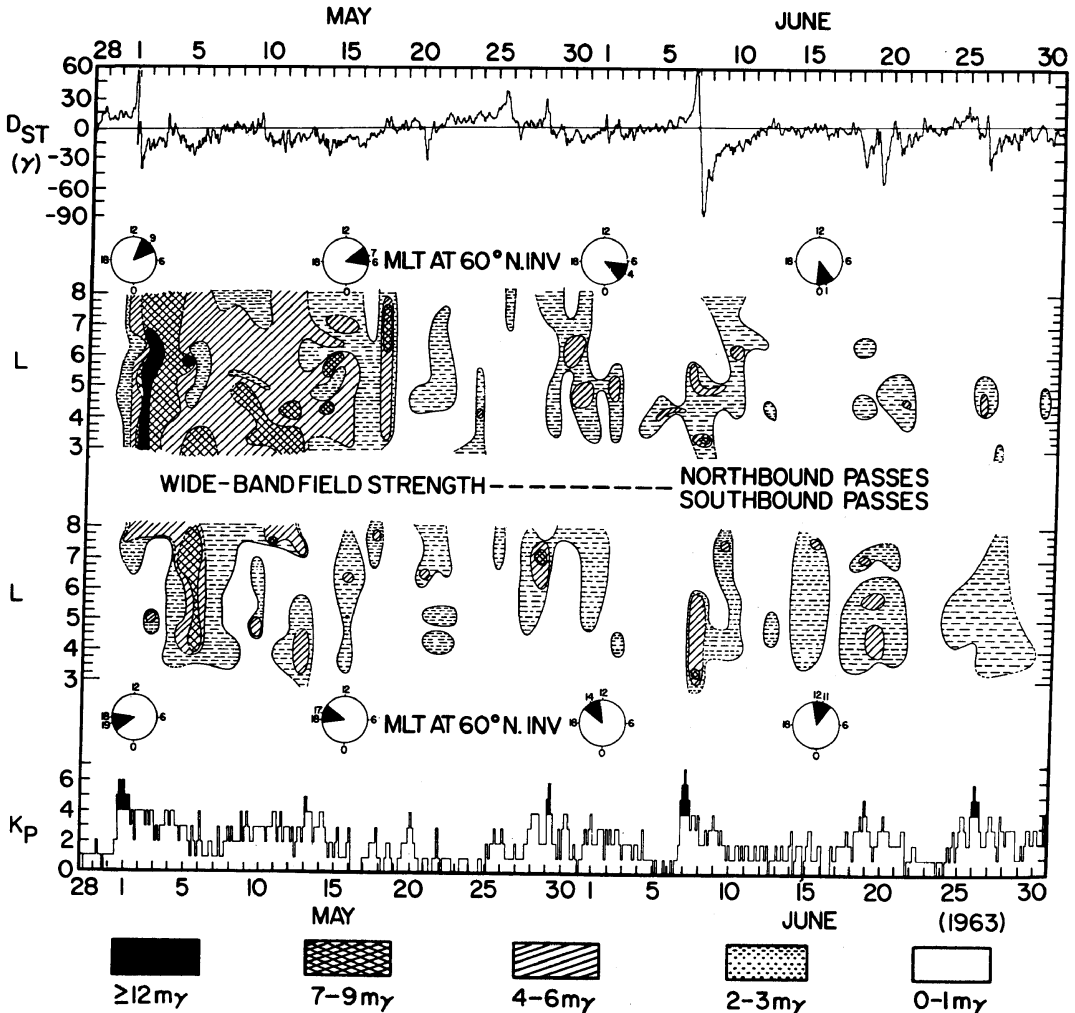 MAY JUNE
28 1 5 10 15 20 25 30 1 5 10 15 20 25 30
60
30
D_ST 0
(γ) -30
-60
-90
12 9 18 6 0
12 7 18 6 0
MLT AT 60° N. INV
12 18 6 4 0
12 18 6 0 1
8
7
6
L
5
4
3
WIDE-BAND FIELD STRENGTH ------- NORTHBOUND PASSES
SOUTHBOUND PASSES
8
7
6
L
5
4
3
12 18 19 6 0
12 17 18 6 0
MLT AT 60° N. INV
14 12 18 6 0
12 11 18 6 0
6
4
K_P
2
0
28 1 5 10 15 20 25 30 1 5 10 15 20 25 30
MAY JUNE (1963)
≥12mγ 7-9mγ 4-6mγ 2-3mγ 0-1mγ